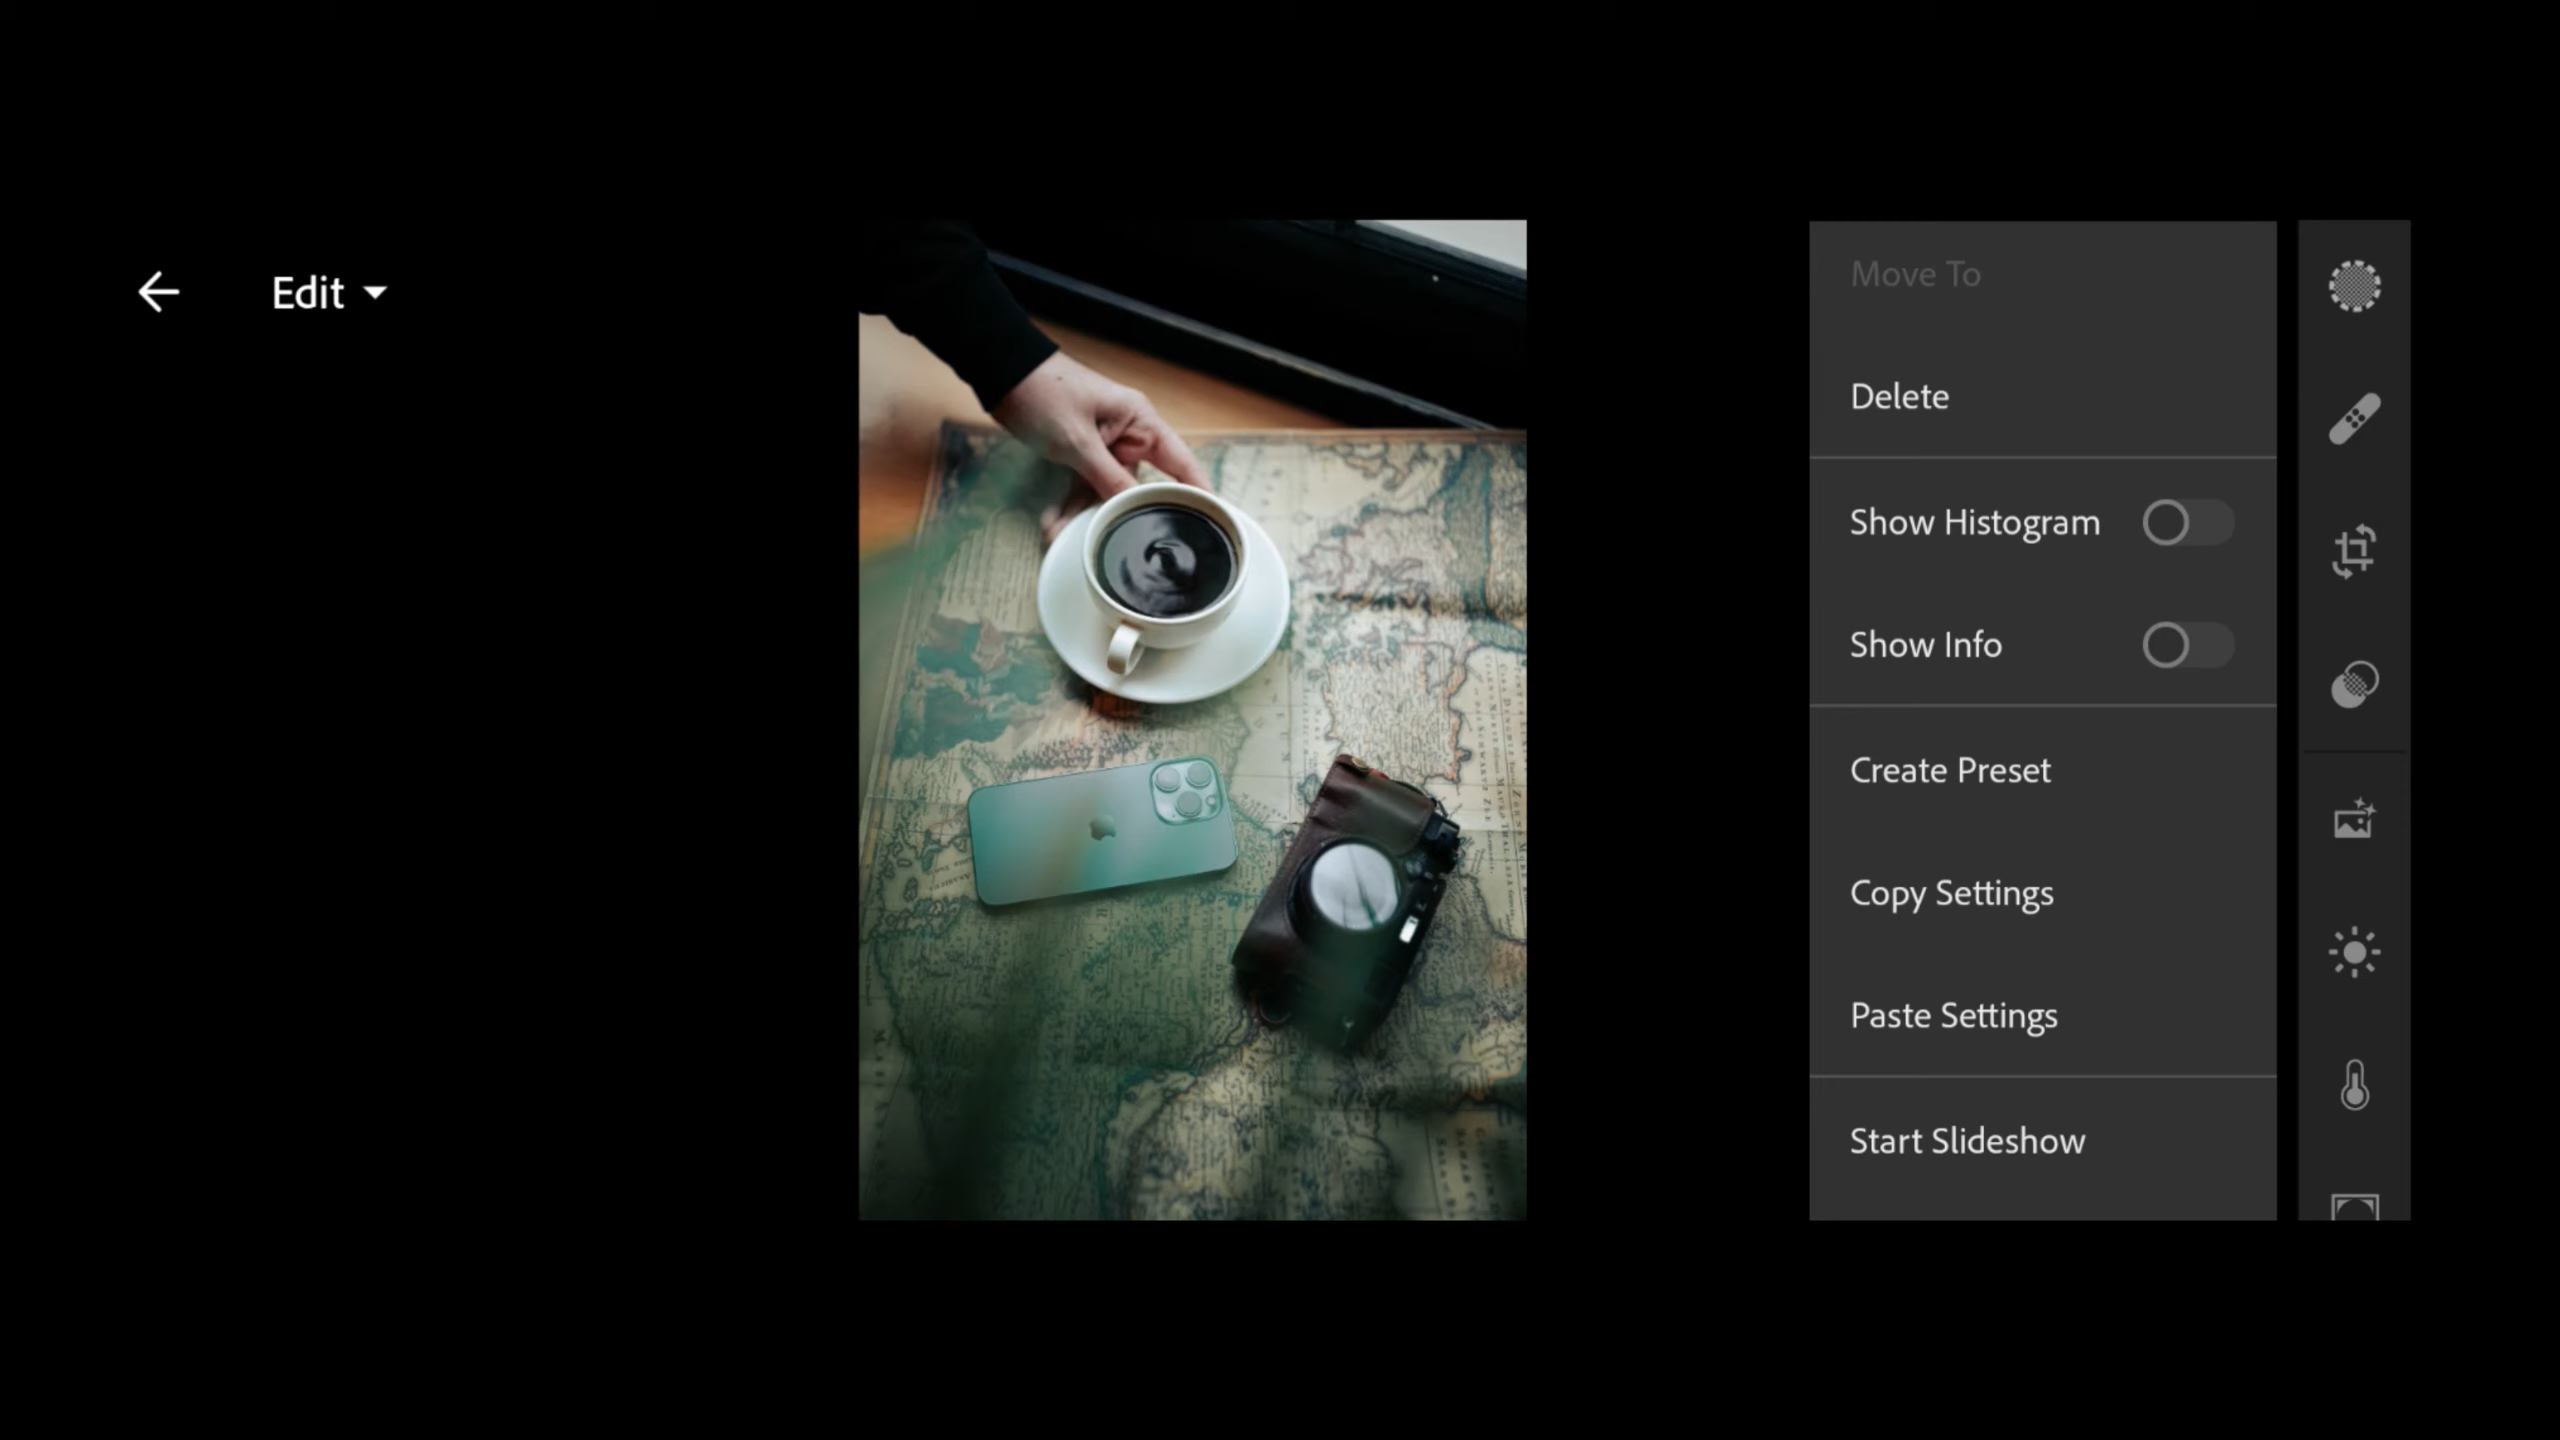 Edit
Move To
Delete
Show Histogram
Show Info
Create Preset
Copy Settings
Paste Settings
Start Slideshow